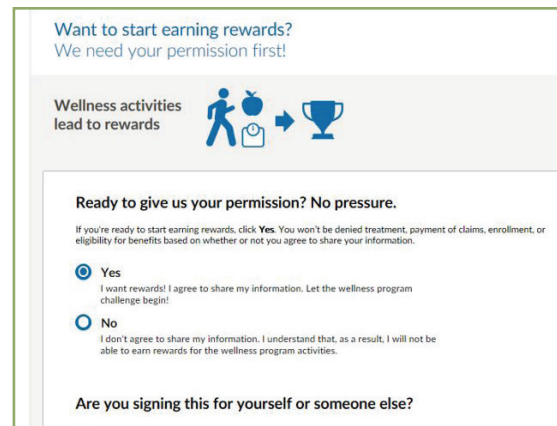 Want to start earning rewards?
We need your permission first!
Wellness activities
lead to rewards
Ready to give us your permission? No pressure.
If you're ready to start earning rewards, click Yes. You won't be denied treatment, payment of claims, enrollment, or
eligibility for benefits based on whether or not you agree to share your information.
Yes
I want rewards! I agree to share my information. Let the wellness program
challenge begin!
No
I don't agree to share my information. I understand that, as a result, I will not be
able to earn rewards for the wellness program activities.
Are you signing this for yourself or someone else?